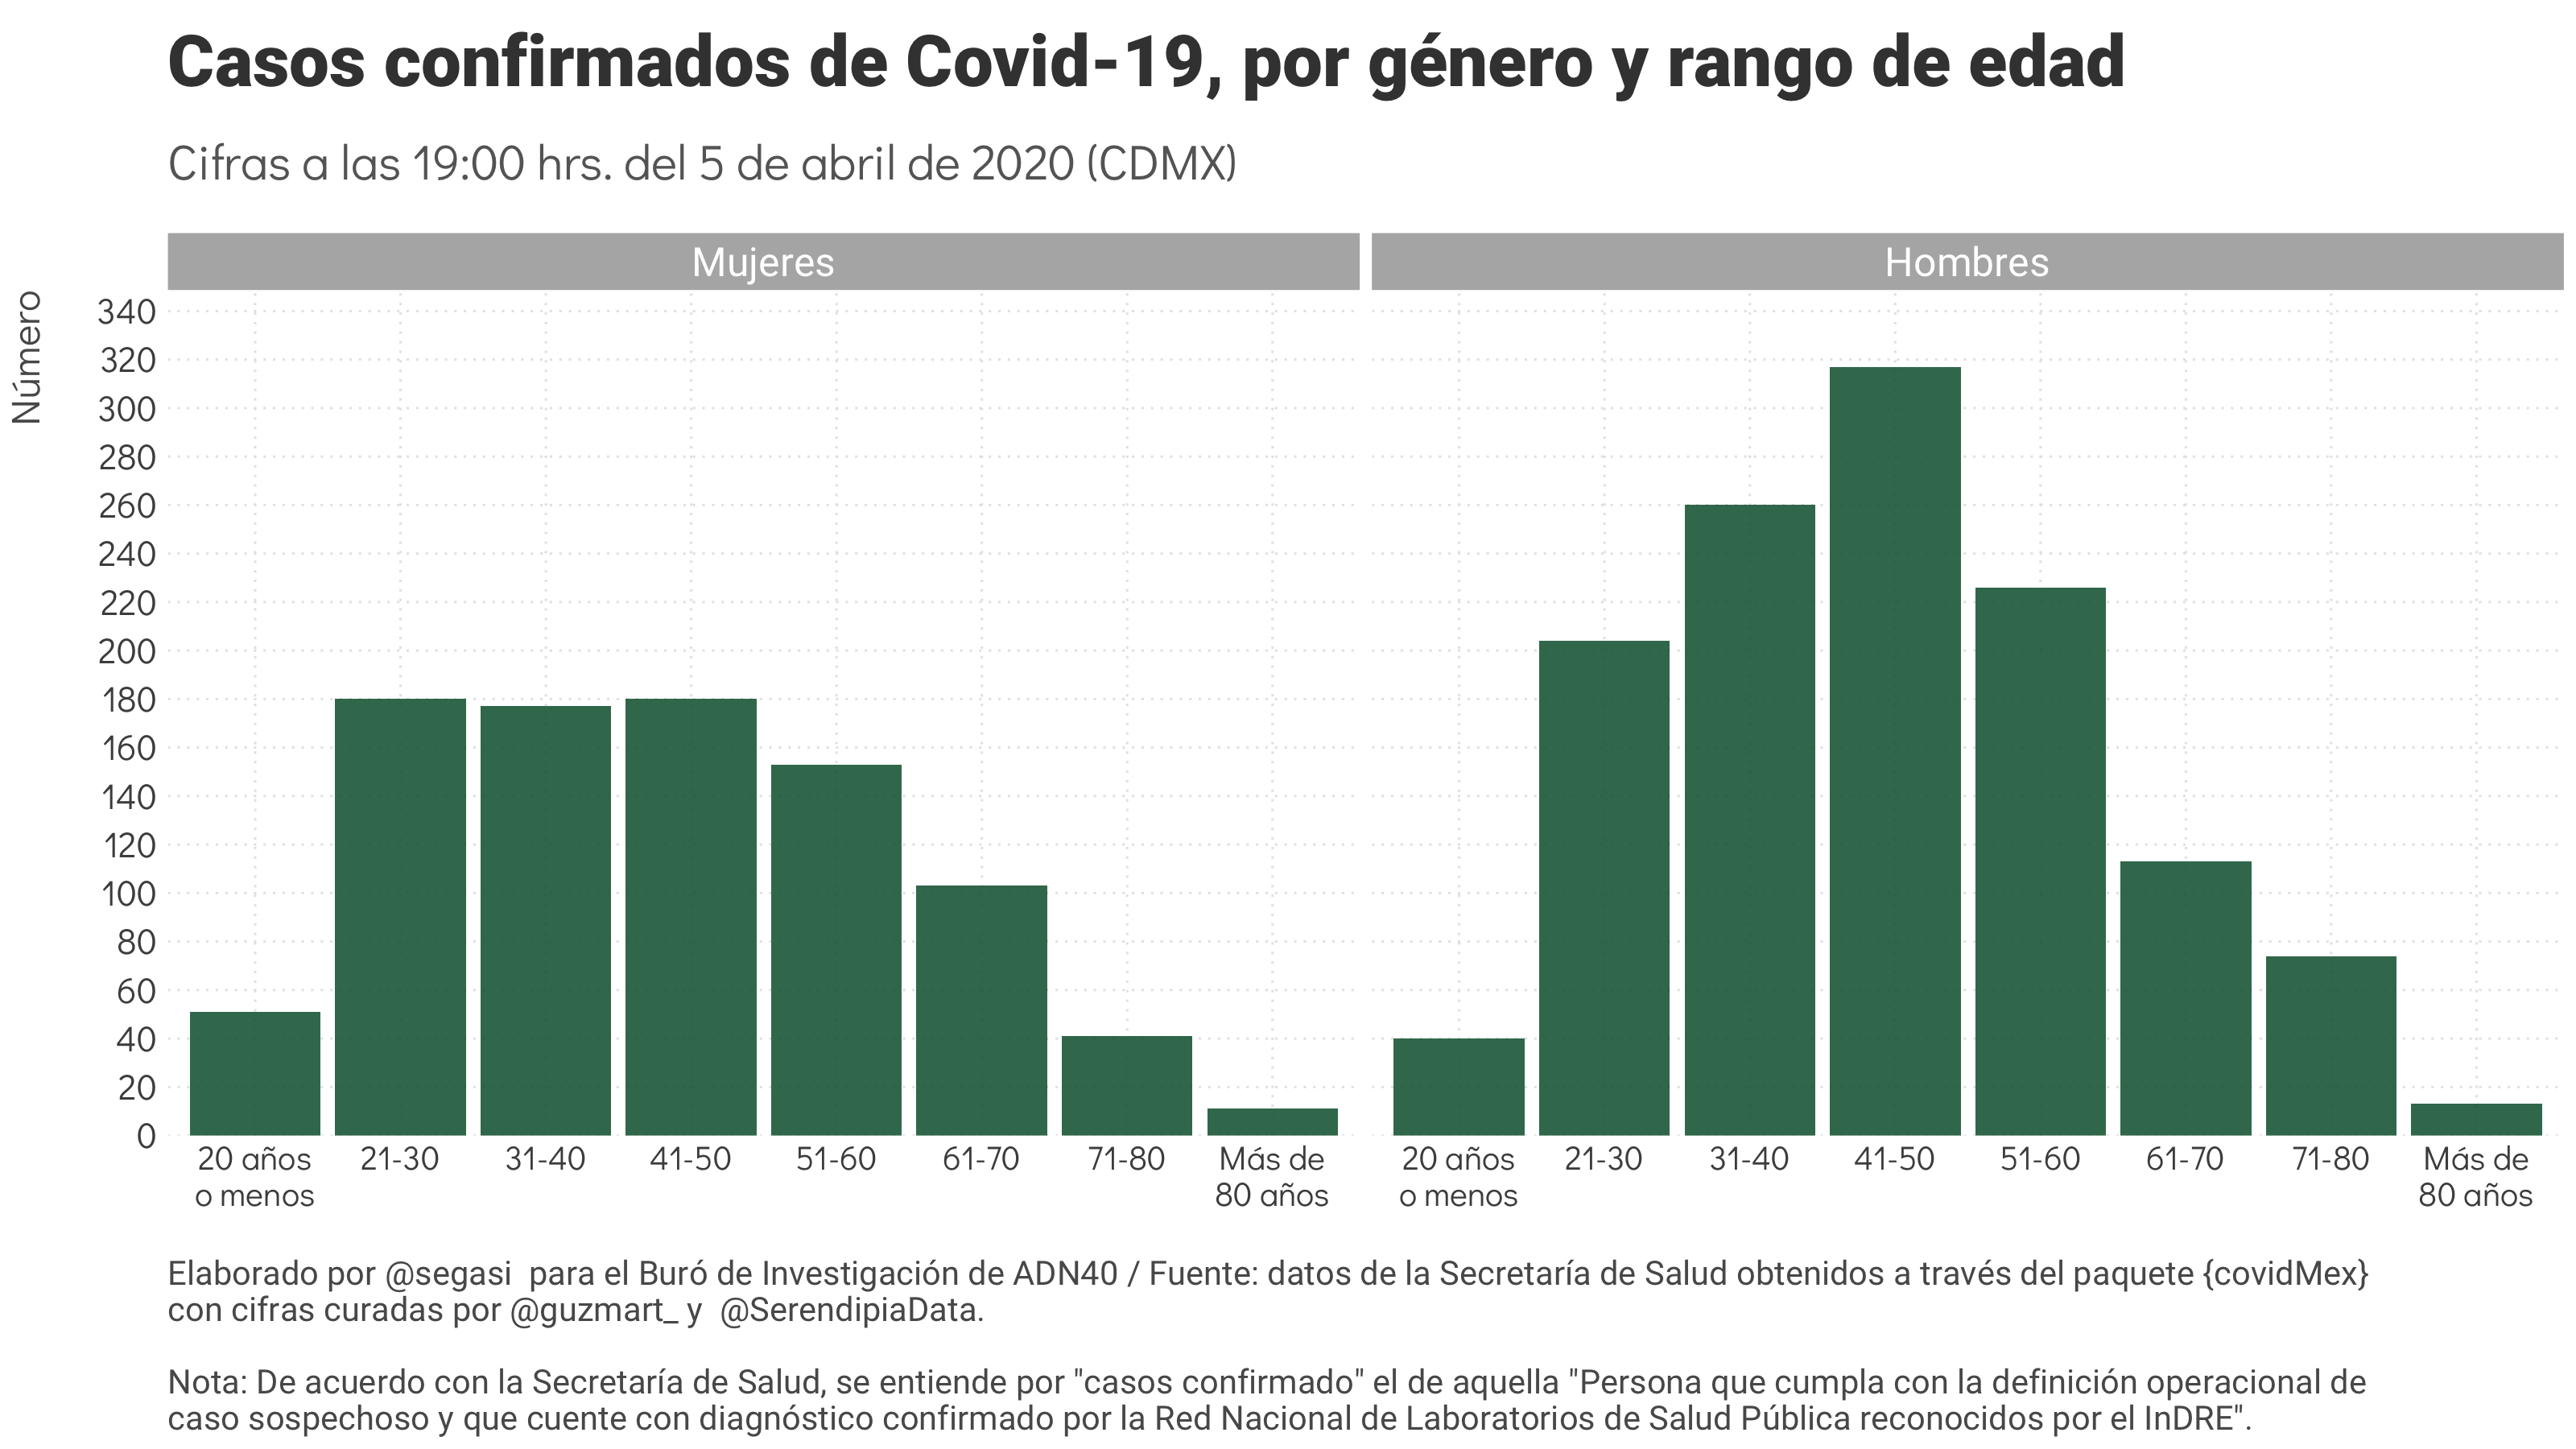 Casos confirmados de Covid-19, por género y rango de edad
Cifras a las 19:00 hrs. del 5 de abril de 2020 (CDMX)
Mujeres
Hombres
Número
340
320
300
280
260
240
220
200
180
160
140
120
100
80
60
40
20
0
20 años 21-30 31-40 41-50 51-60 61-70 71-80 Más de
o menos 80 años
20 años 21-30 31-40 41-50 51-60 61-70 71-80 Más de
o menos 80 años
Elaborado por @segasi para el Buró de Investigación de ADN40 / Fuente: datos de la Secretaría de Salud obtenidos a través del paquete {covidMex}
con cifras curadas por @guzmart_ y @SerendipiaData.
Nota: De acuerdo con la Secretaría de Salud, se entiende por "casos confirmado" el de aquella "Persona que cumpla con la definición operacional de
caso sospechoso y que cuente con diagnóstico confirmado por la Red Nacional de Laboratorios de Salud Pública reconocidos por el InDRE".